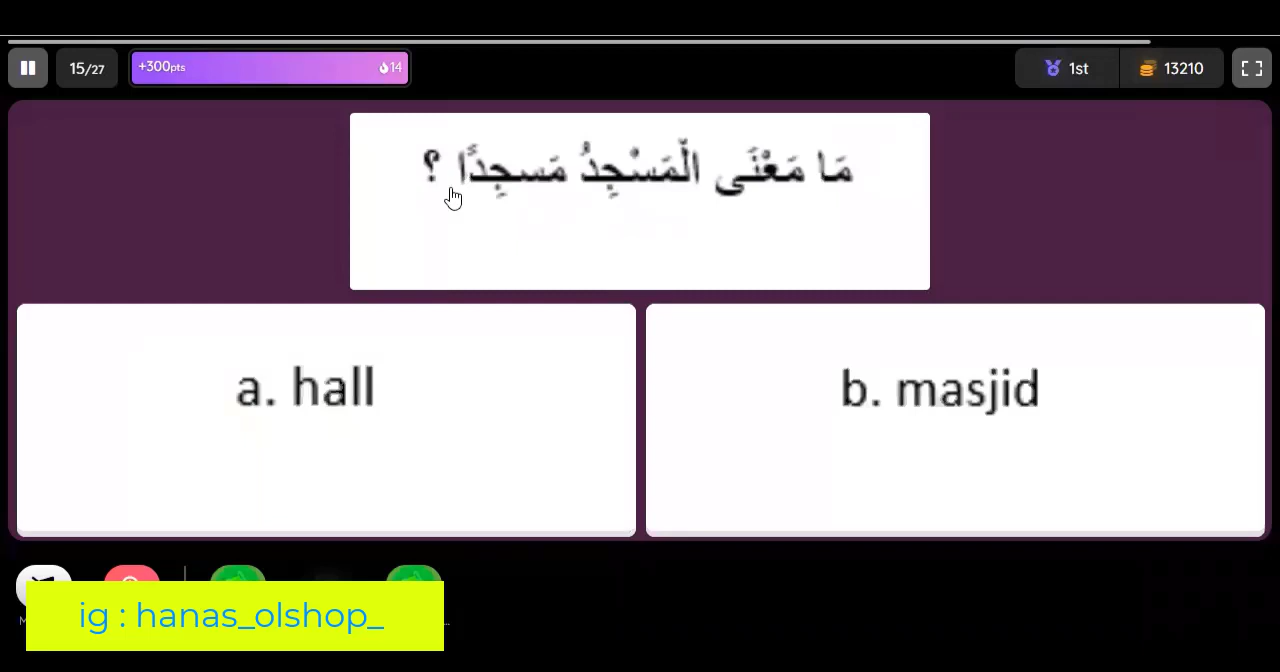 15/27
+300pts
14
1st
13210
مَا مَعْنَى الّمَسْجِدُ مَسجِدًا ؟
a. hall
b. masjid
ig : hanas_olshop_